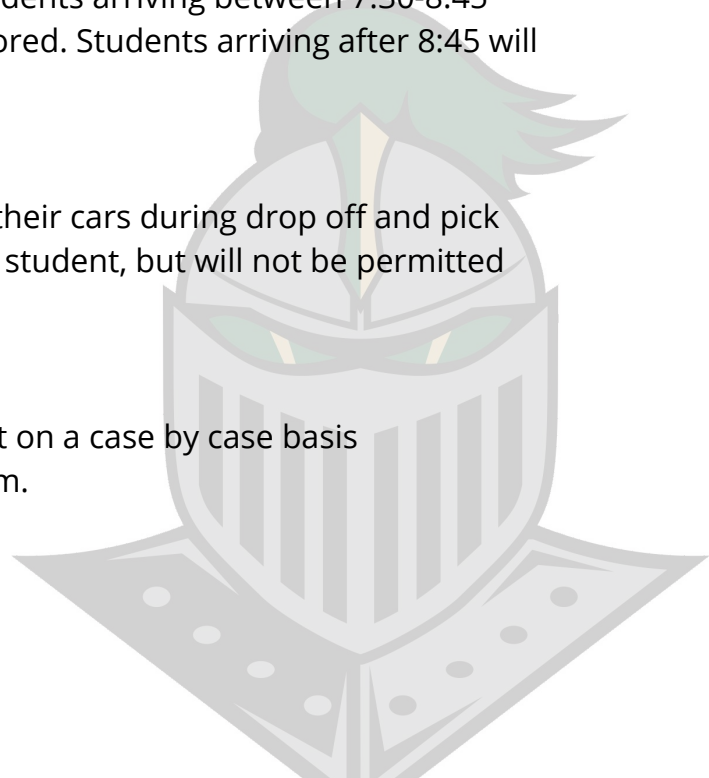 dents arriving between 7:30-8:45
ored. Students arriving after 8:45 will
their cars during drop off and pick
student, but will not be permitted
t on a case by case basis
m.